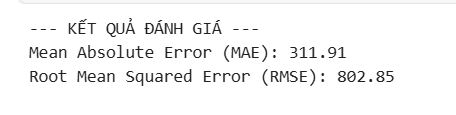 --- KẾT QUẢ ĐÁNH GIÁ ---
Mean Absolute Error (MAE): 311.91
Root Mean Squared Error (RMSE): 802.85